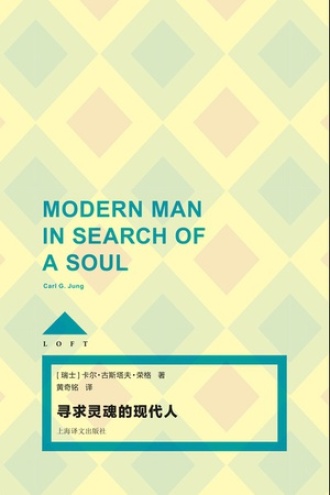 MODERN MAN
IN SEARCH OF
A SOUL
Carl G. Jung
LOFT
[瑞士]卡尔·古斯塔夫·荣格 著
黄奇铭 译
寻求灵魂的现代人
上海译文出版社